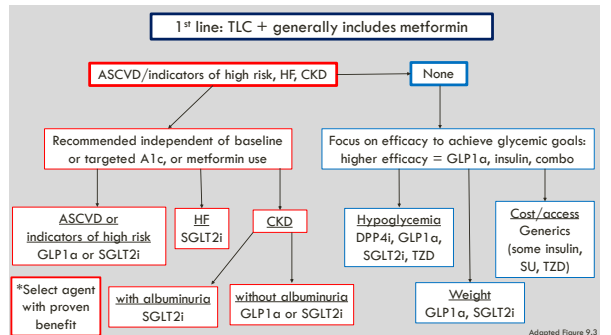 1st line: TLC + generally includes metformin
ASCVD/indicators of high risk, HF, CKD
None
Recommended independent of baseline
or targeted A1c, or metformin use
Focus on efficacy to achieve glycemic goals:
higher efficacy = GLP1a, insulin, combo
ASCVD or
indicators of high risk
GLP1a or SGLT2i
HF
SGLT2i
CKD
Hypoglycemia
DPP4i, GLP1a,
SGLT2i, TZD
Cost/access
Generics
(some insulin,
SU, TZD)
*Select agent
with proven
benefit
with albuminuria
SGLT2i
without albuminuria
GLP1a or SGLT2i
Weight
GLP1a, SGLT2i
Adapted Figure 9.3